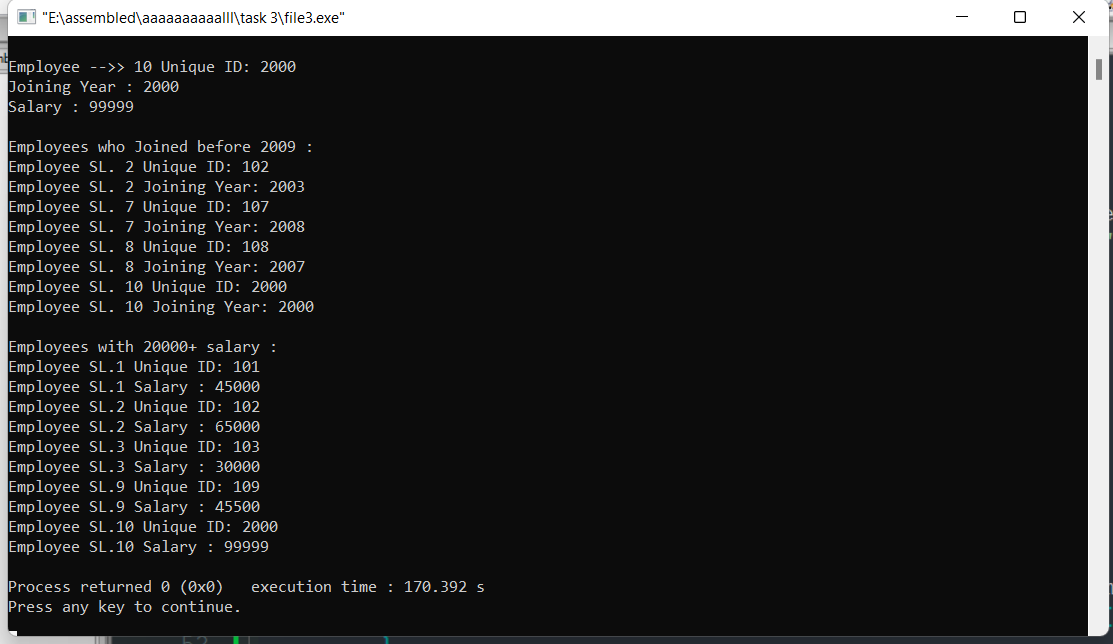 "E:\assembled\aaaaaaaaaalll\task 3\file3.exe"
Employee -->> 10 Unique ID: 2000
Joining Year : 2000
Salary : 99999
Employees who Joined before 2009 :
Employee SL. 2 Unique ID: 102
Employee SL. 2 Joining Year: 2003
Employee SL. 7 Unique ID: 107
Employee SL. 7 Joining Year: 2008
Employee SL. 8 Unique ID: 108
Employee SL. 8 Joining Year: 2007
Employee SL. 10 Unique ID: 2000
Employee SL. 10 Joining Year: 2000
Employees with 20000+ salary :
Employee SL.1 Unique ID: 101
Employee SL.1 Salary : 45000
Employee SL.2 Unique ID: 102
Employee SL.2 Salary : 65000
Employee SL.3 Unique ID: 103
Employee SL.3 Salary : 30000
Employee SL.9 Unique ID: 109
Employee SL.9 Salary : 45500
Employee SL.10 Unique ID: 2000
Employee SL.10 Salary : 99999
Process returned 0 (0x0)   execution time : 170.392 s
Press any key to continue.